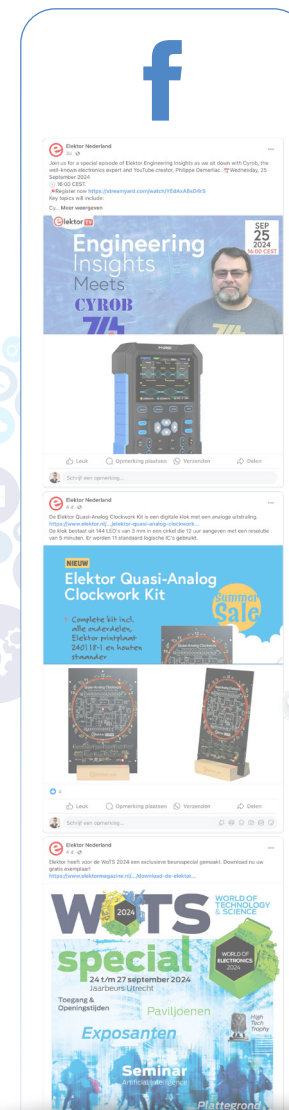 f
Elektor Nederland
Join us for a special episode of Elektor Engineering Insights as we sit down with Cyrob, the
well-known electronics expert and YouTube creator, Philippe Demerliac. 📅Wednesday, 25
September 2024
🕓 16:00 CEST.
📌Register now https://streamyard.com/watch/YEdAxABaD4rS
Key topics will include:
Cy... Meer weergeven
elektor TV
SEP
25
2024
16:00 CEST
Engineering
Insights
Meets
CYROB
Leuk Opmerking plaatsen Verzenden Delen
Schrijf een opmerking...
Elektor Nederland
4 d
De Elektor Quasi-Analog Clockwork Kit is een digitale klok met een analoge uitstraling.
https://www.elektor.nl/.../elektor-quasi-analog-clockwork...
De klok bestaat uit 144 LED's van 3 mm in een cirkel die 12 uur aangeven met een resolutie
van 5 minuten. Er werden 11 standaard logische IC's gebruikt.
NIEUW
Elektor Quasi-Analog
Clockwork Kit
Summer
Sale
• Complete kit incl.
alle onderdelen,
Elektor printplaat
240118-1 en houten
staander
Leuk Opmerking plaatsen Verzenden Delen
Schrijf een opmerking...
Elektor Nederland
4 d
Elektor heeft voor de WoTS 2024 een exclusieve beursspecial gemaakt. Download nu uw
gratis exemplaar!
https://www.elektormagazine.nl/.../download-de-elektor...
WOTS
2024
WORLD OF
TECHNOLOGY
& SCIENCE
special
WORLD OF
ELECTRONICS
2024
24 t/m 27 september 2024
Jaarbeurs Utrecht
Toegang &
Openingstijden
Paviljoenen
High
Tech
Trophy
Exposanten
Seminar
Artificial Intelligence
Plattegrond